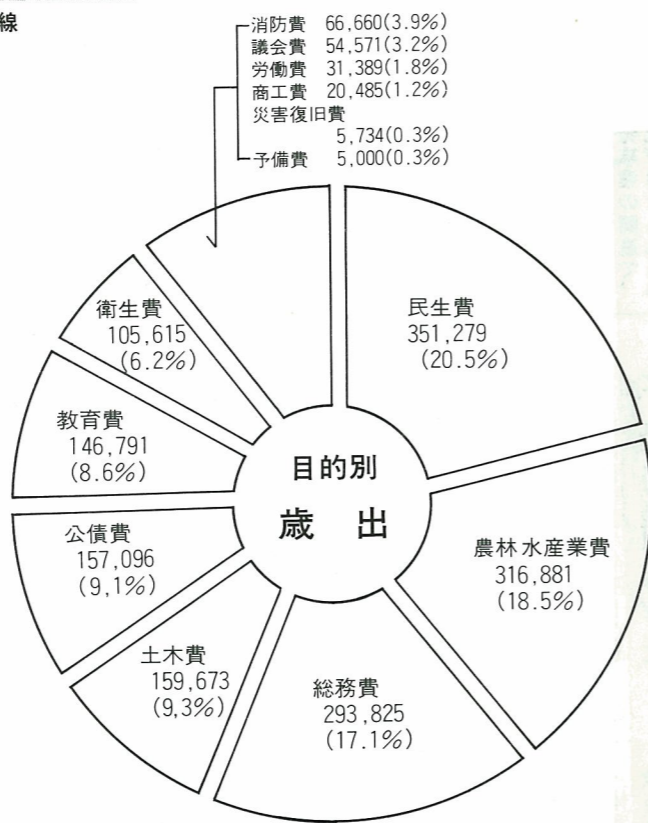 線
消防費 66,660(3.9%)
議会費 54,571(3.2%)
労働費 31,389(1.8%)
商工費 20,485(1.2%)
災害復旧費
5,734(0.3%)
予備費 5,000(0.3%)
民生費
351,279
(20.5%)
農林水産業費
316,881
(18.5%)
総務費
293,825
(17.1%)
土木費
159,673
(9,3%)
公債費
157,096
(9,1%)
教育費
146,791
(8.6%)
衛生費
105,615
(6.2%)
目的別
歳 出